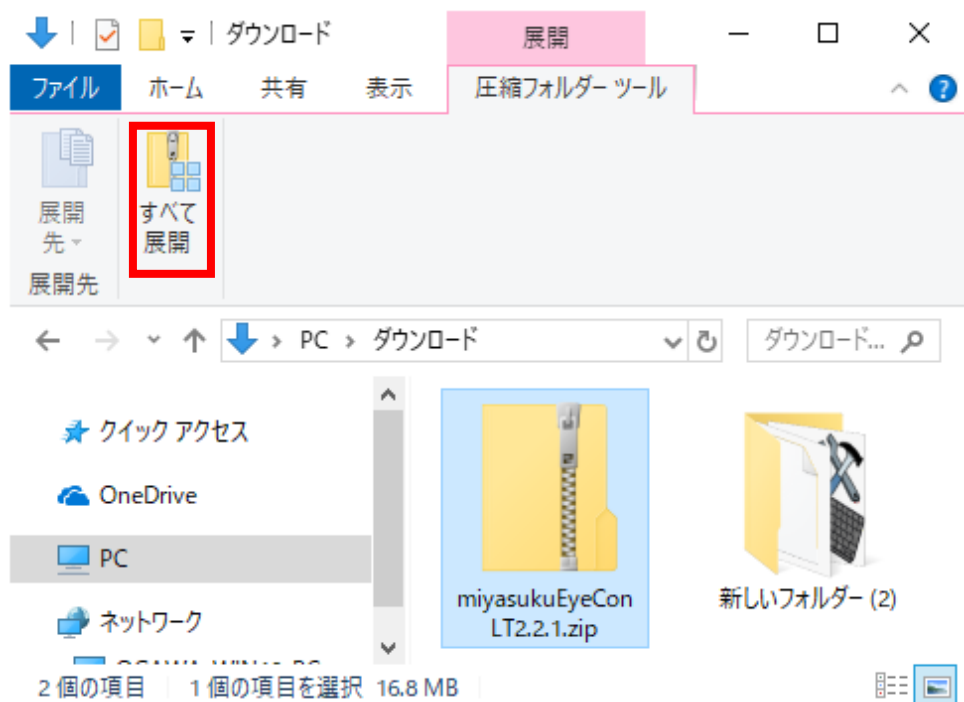 ダウンロード
展開
ファイル ホーム 共有 表示 圧縮フォルダー ツール
展開
先
すべて
展開
展開先
PC ダウンロード
ダウンロード...
クイック アクセス
OneDrive
PC
ネットワーク
miyasukuEyeCon
LT2.2.1.zip
新しいフォルダー (2)
2 個の項目 1 個の項目を選択 16.8 MB